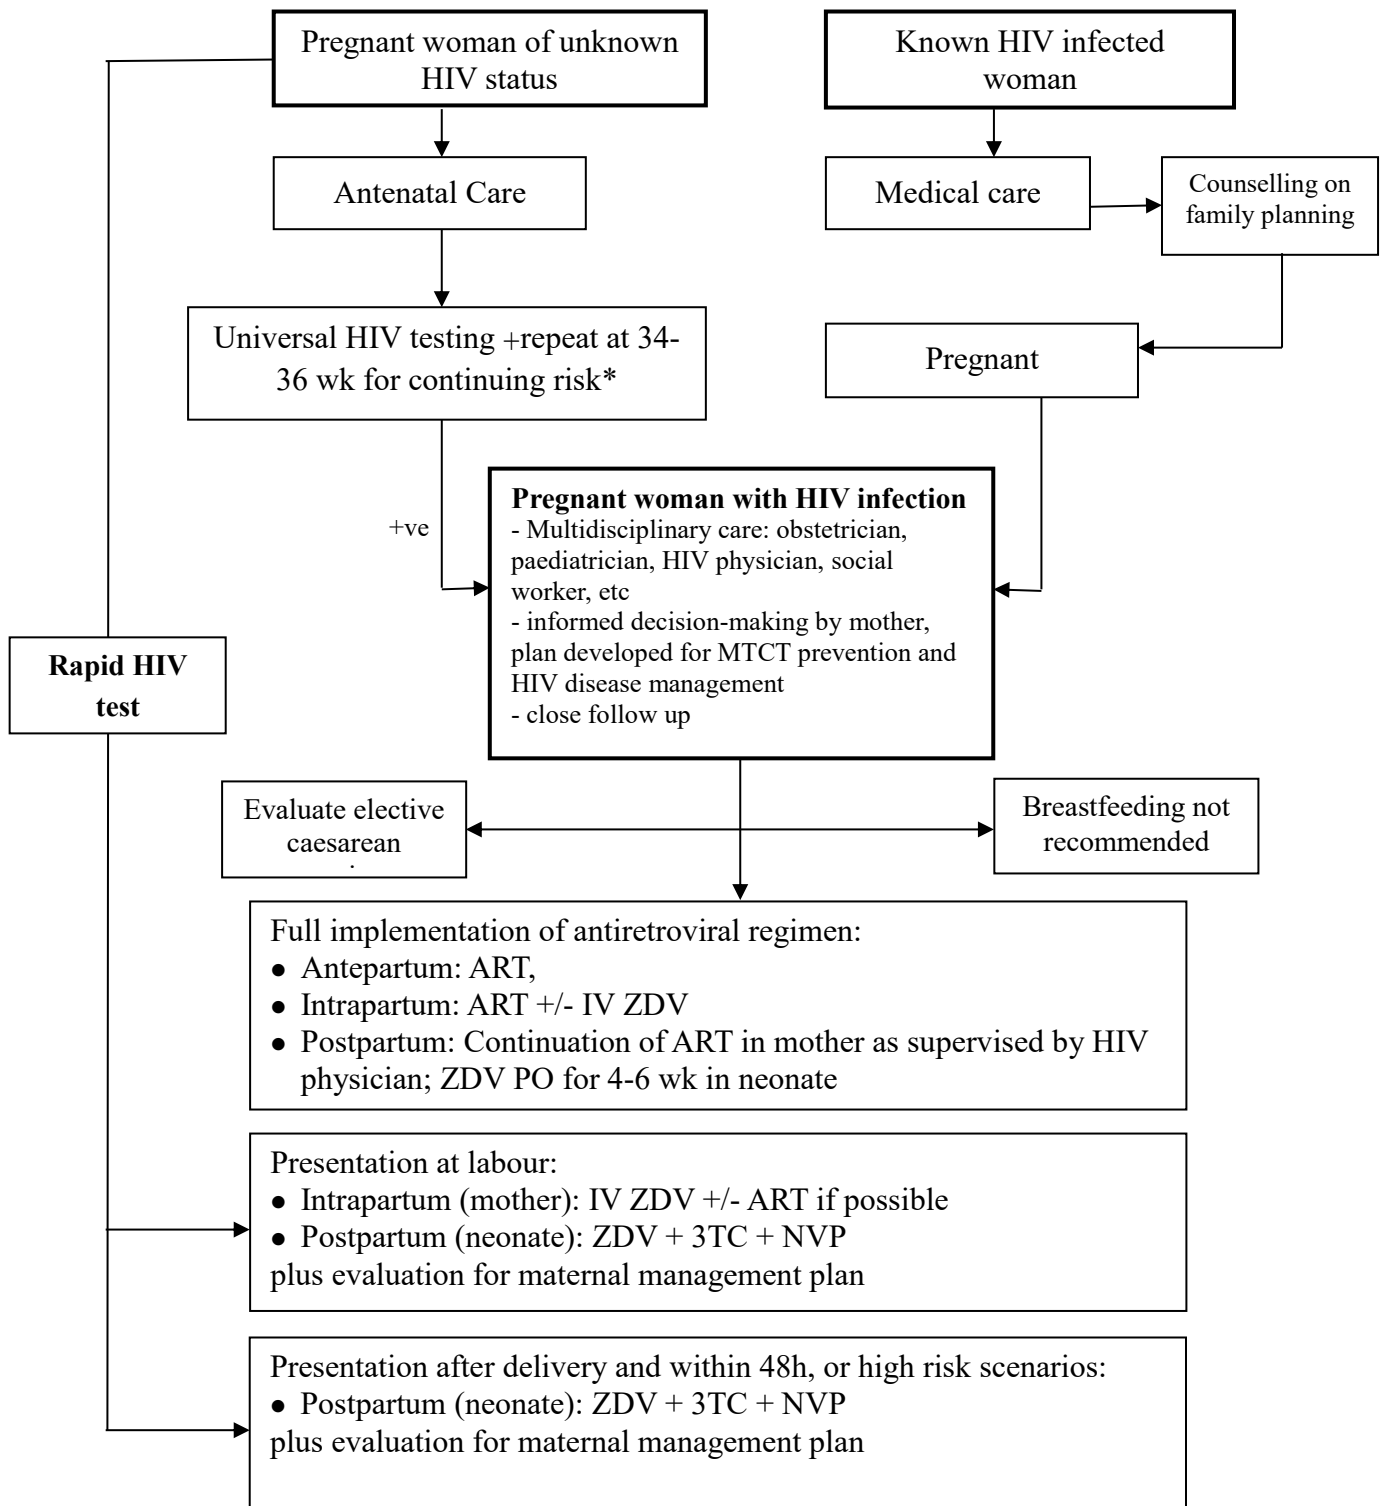 Pregnant woman of unknown
HIV status
Known HIV infected
woman
Antenatal Care
Medical care
Counselling on
family planning
Universal HIV testing +repeat at 34-
36 wk for continuing risk*
Pregnant
+ve
Pregnant woman with HIV infection
- Multidisciplinary care: obstetrician,
paediatrician, HIV physician, social
worker, etc
- informed decision-making by mother,
plan developed for MTCT prevention and
HIV disease management
- close follow up
Rapid HIV
test
Evaluate elective
caesarean
Breastfeeding not
recommended
Full implementation of antiretroviral regimen:
● Antepartum: ART,
● Intrapartum: ART +/- IV ZDV
● Postpartum: Continuation of ART in mother as supervised by HIV
physician; ZDV PO for 4-6 wk in neonate
Presentation at labour:
● Intrapartum (mother): IV ZDV +/- ART if possible
● Postpartum (neonate): ZDV + 3TC + NVP
plus evaluation for maternal management plan
Presentation after delivery and within 48h, or high risk scenarios:
● Postpartum (neonate): ZDV + 3TC + NVP
plus evaluation for maternal management plan